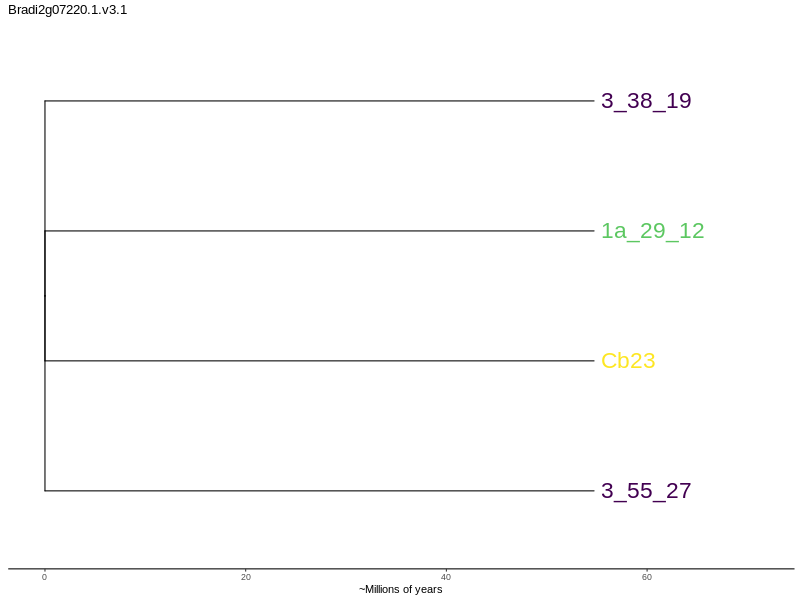 Bradi2g07220.1.v3.1
3_38_19
1a_29_12
Cb23
3_55_27
0 20 40 60
~Millions of years